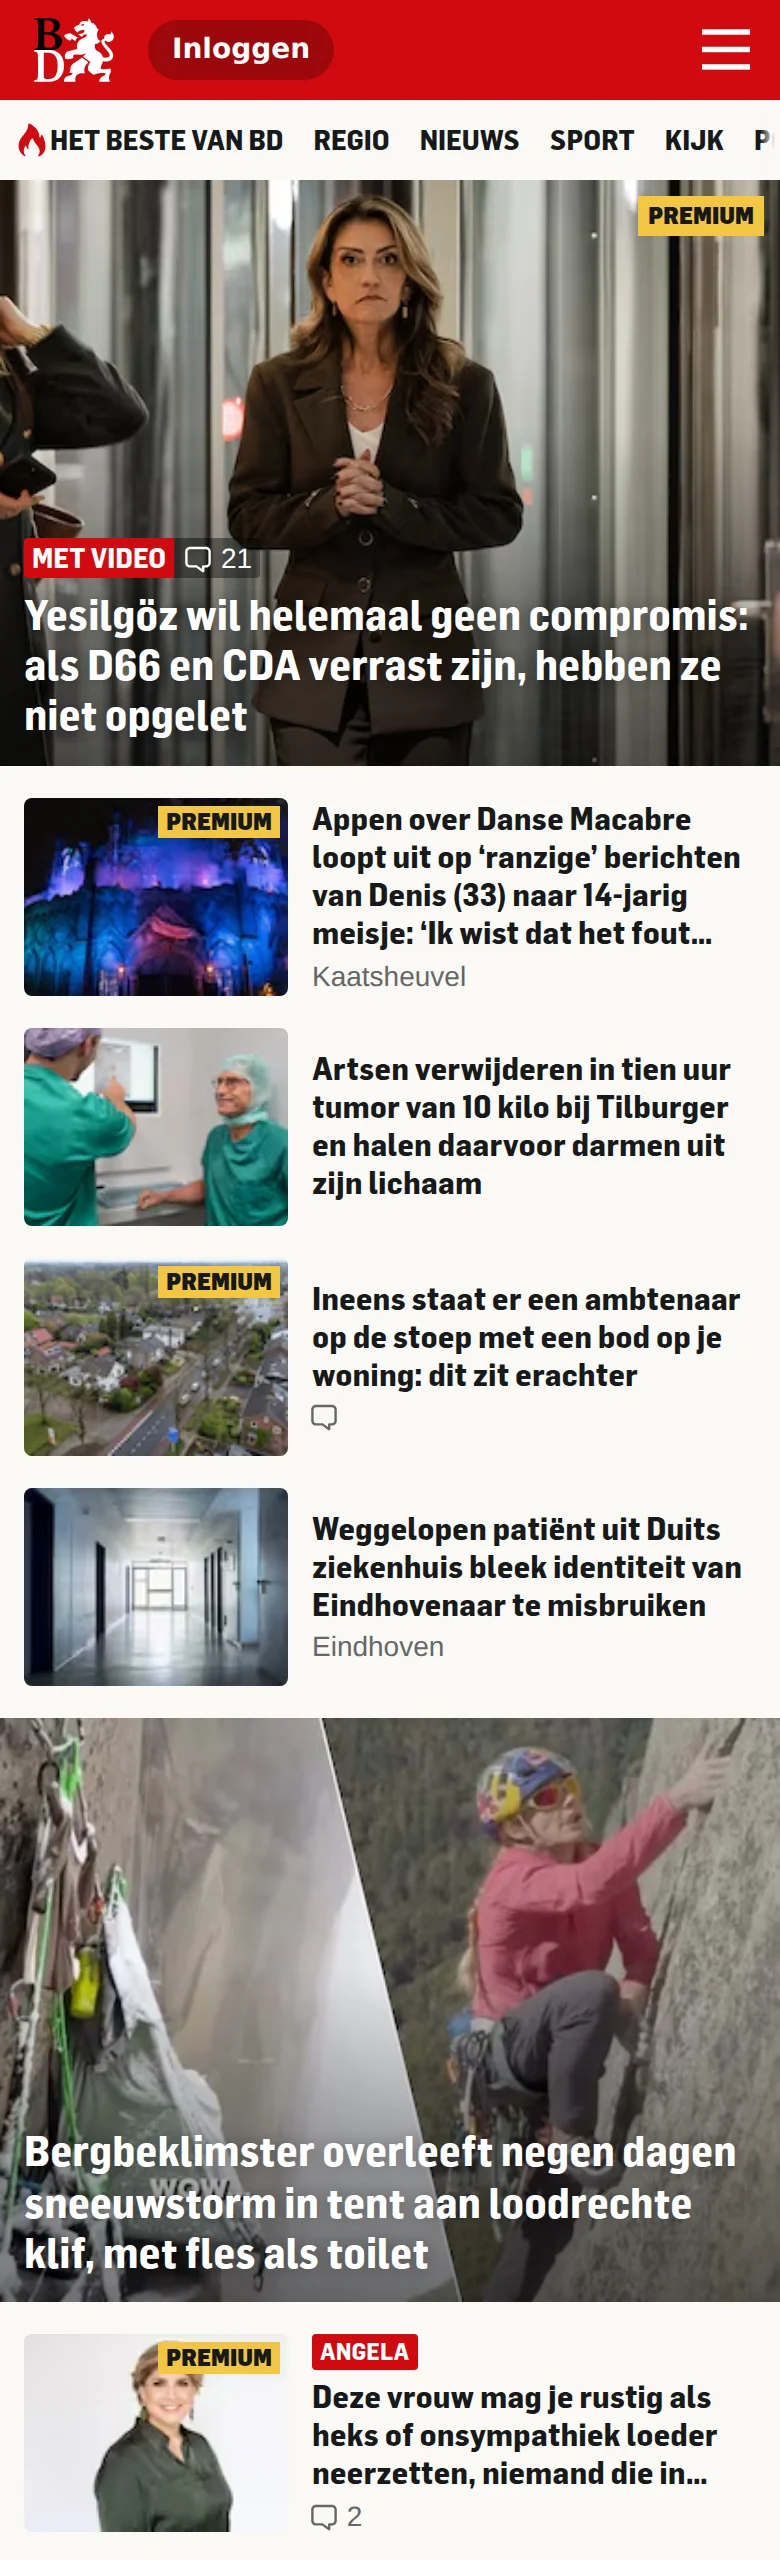 BD
Inloggen
HET BESTE VAN BD REGIO NIEUWS SPORT KIJK
PREMIUM
MET VIDEO 21
Yesilgöz wil helemaal geen compromis:
als D66 en CDA verrast zijn, hebben ze
niet opgelet
PREMIUM
Appen over Danse Macabre
loopt uit op ‘ranzige’ berichten
van Denis (33) naar 14-jarig
meisje: ‘Ik wist dat het fout...
Kaatsheuvel
Artsen verwijderen in tien uur
tumor van 10 kilo bij Tilburger
en halen daarvoor darmen uit
zijn lichaam
PREMIUM
Ineens staat er een ambtenaar
op de stoep met een bod op je
woning: dit zit erachter
Weggelopen patiënt uit Duits
ziekenhuis bleek identiteit van
Eindhovenaar te misbruiken
Eindhoven
WOW
Bergbeklimster overleeft negen dagen
sneeuwstorm in tent aan loodrechte
klif, met fles als toilet
PREMIUM
ANGELA
Deze vrouw mag je rustig als
heks of onsympathiek loeder
neerzetten, niemand die in...
2